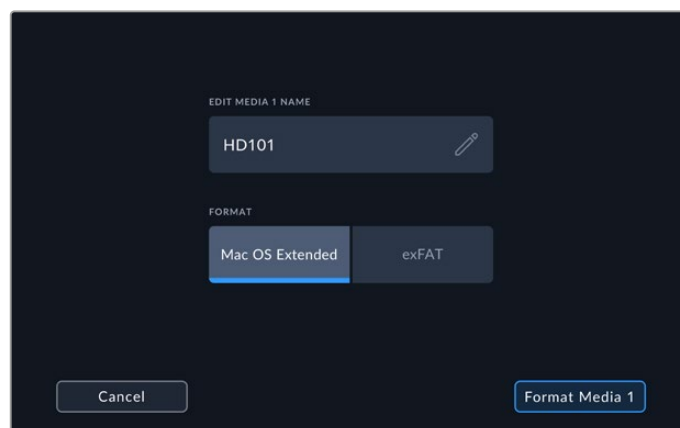 EDIT MEDIA 1 NAME
HD101
FORMAT
Mac OS Extended exFAT
Cancel Format Media 1